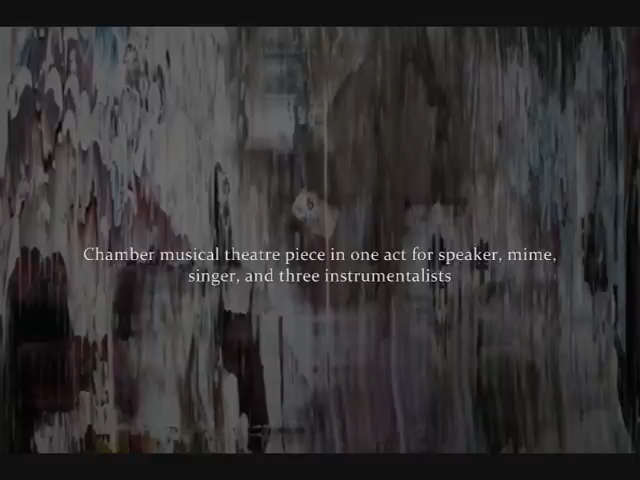 Chamber musical theatre piece in one act for speaker, mime,
singer, and three instrumentalists